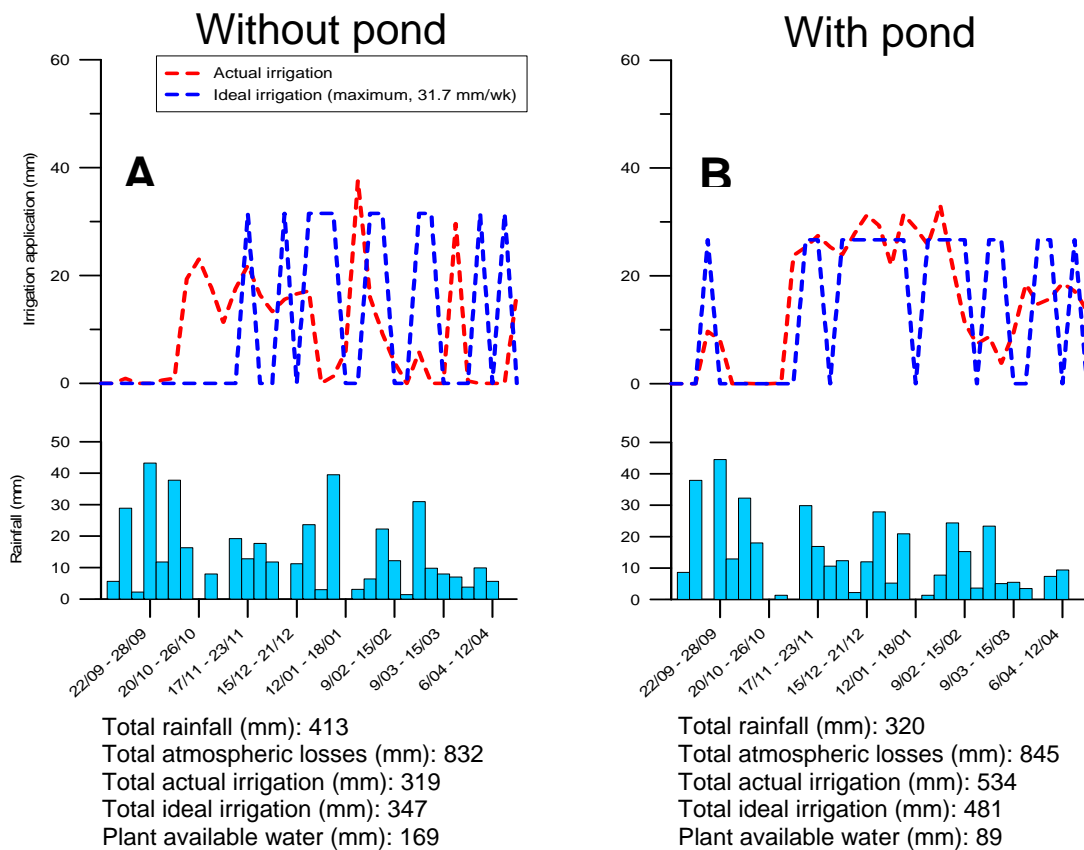 Without pond
With pond
Actual irrigation
Ideal irrigation (maximum, 31.7 mm/wk)
A
B
Irrigation application (mm)
60
40
20
0
60
40
20
0
Rainfall (mm)
50
40
30
20
10
0
50
40
30
20
10
0
22/09 - 28/09
20/10 - 26/10
17/11 - 23/11
15/12 - 21/12
12/01 - 18/01
9/02 - 15/02
9/03 - 15/03
6/04 - 12/04
22/09 - 28/09
20/10 - 26/10
17/11 - 23/11
15/12 - 21/12
12/01 - 18/01
9/02 - 15/02
9/03 - 15/03
6/04 - 12/04
Total rainfall (mm): 413
Total atmospheric losses (mm): 832
Total actual irrigation (mm): 319
Total ideal irrigation (mm): 347
Plant available water (mm): 169
Total rainfall (mm): 320
Total atmospheric losses (mm): 845
Total actual irrigation (mm): 534
Total ideal irrigation (mm): 481
Plant available water (mm): 89